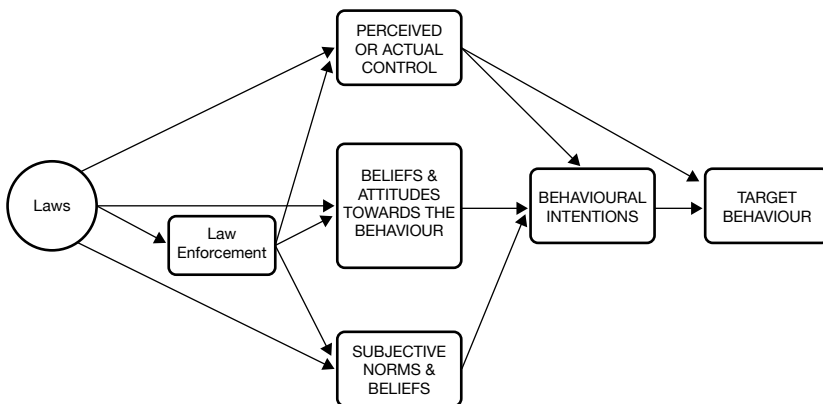 PERCEIVED
OR ACTUAL
CONTROL
Laws
Law
Enforcement
BELIEFS &
ATTITUDES
TOWARDS THE
BEHAVIOUR
BEHAVIOURAL
INTENTIONS
TARGET
BEHAVIOUR
SUBJECTIVE
NORMS &
BELIEFS